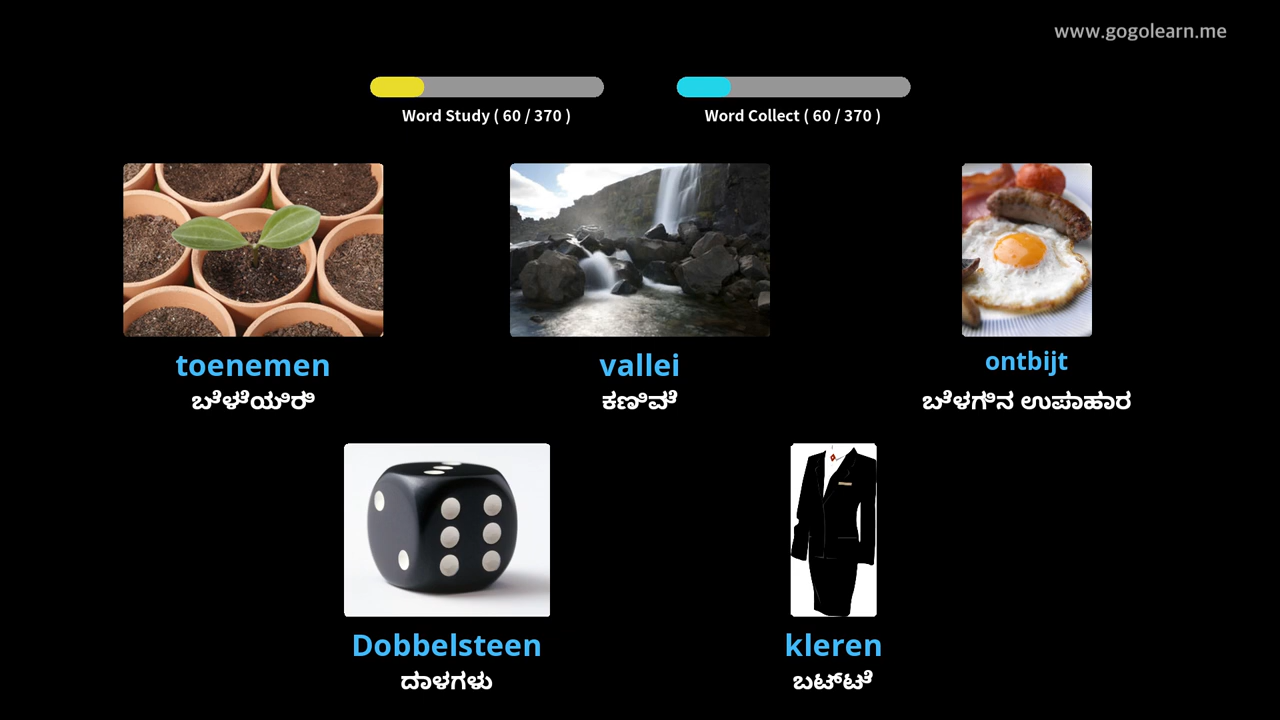 www.gogolearn.me
Word Study ( 60 / 370 )
Word Collect ( 60 / 370 )
toenemen
ಬೆಳೆಯಿರಿ
vallei
ಕಣಿವೆ
ontbijt
ಬೆಳಗಿನ ಉಪಾಹಾರ
Dobbelsteen
ದಾಳಗಳು
kleren
ಬಟ್ಟೆ